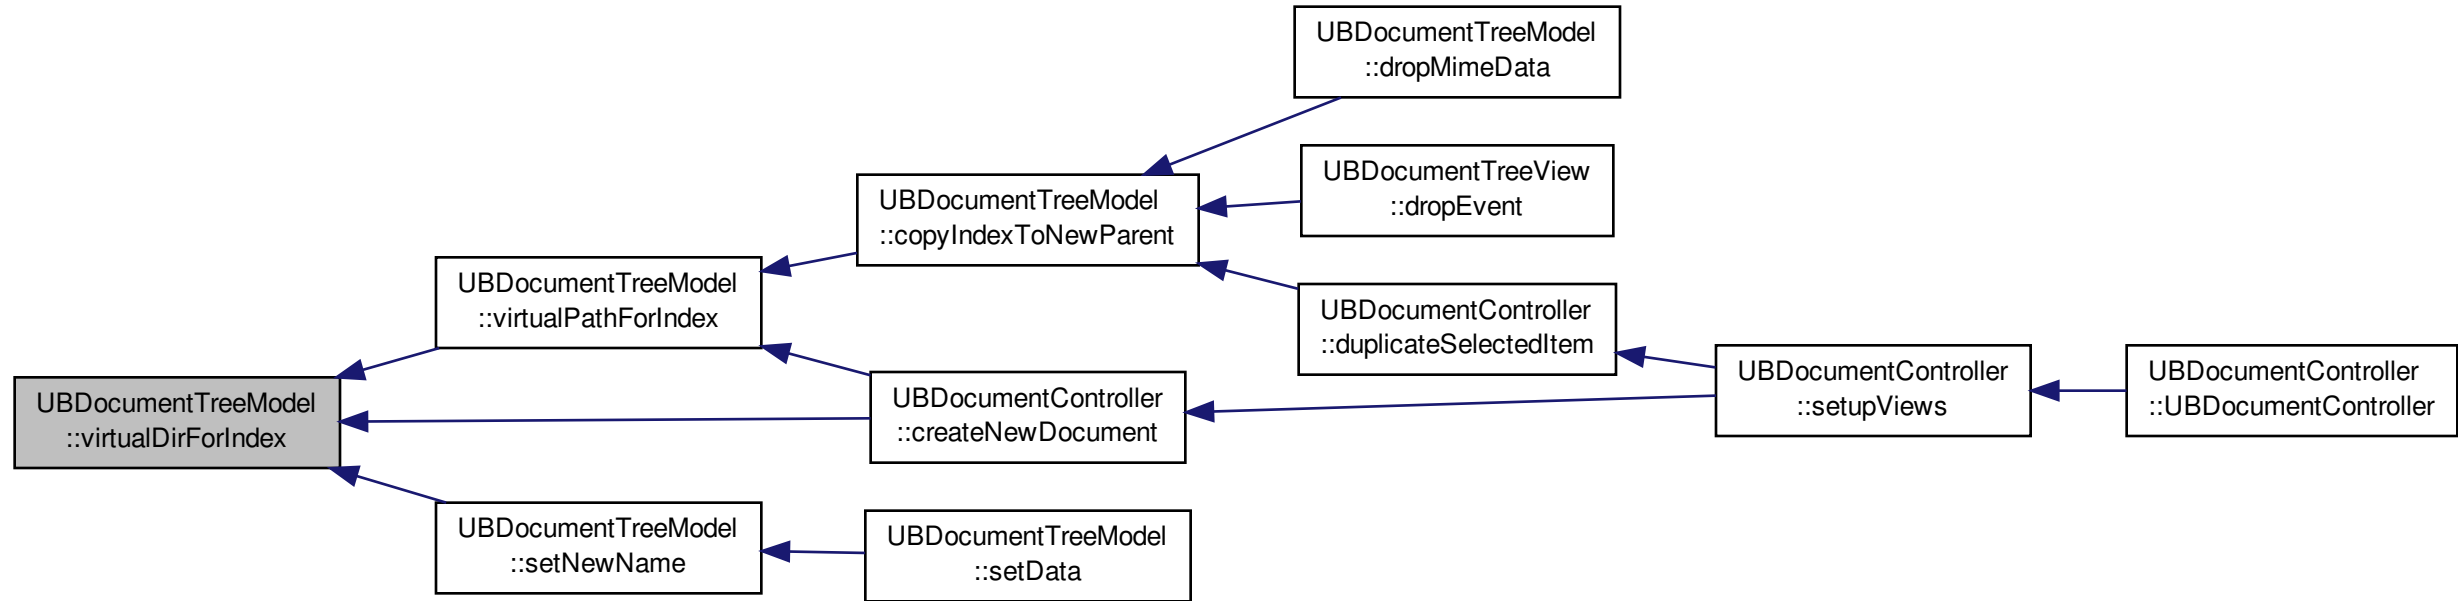 UBDocumentTreeModel
::dropMimeData
UBDocumentTreeView
::dropEvent
UBDocumentTreeModel
::copyIndexToNewParent
UBDocumentTreeModel
::virtualPathForIndex
UBDocumentController
::duplicateSelectedItem
UBDocumentController
::setupViews
UBDocumentController
::UBDocumentController
UBDocumentTreeModel
::virtualDirForIndex
UBDocumentController
::createNewDocument
UBDocumentTreeModel
::setNewName
UBDocumentTreeModel
::setData